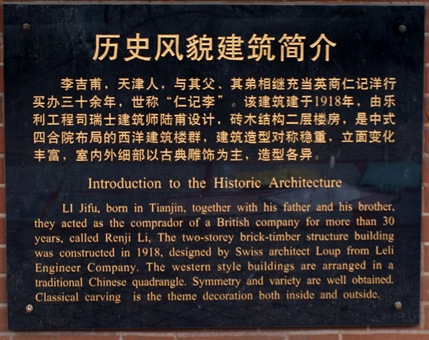 历史风貌建筑简介
李吉甫，天津人，与其父、其弟相继充当英商仁记洋行
买办三十余年，世称“仁记李”。该建筑建于1918年，由乐
利工程司瑞士建筑师陆甫设计，砖木结构二层楼房，是中式
四合院布局的西洋建筑楼群，建筑造型对称稳重，立面变化
丰富，室内外细部以古典雕饰为主，造型各异。
Introduction to the Historic Architecture
LI Jifu, born in Tianjin, together with his father and his brother,
they acted as the comprador of a British company for more than 30
years, called Renji Li, The two-storey brick-timber structure building
was constructed in 1918, designed by Swiss architect Loup from Leli
Engineer Company. The western style buildings are arranged in a
traditional Chinese quadrangle. Symmetry and variety are well obtained.
Classical carving is the theme decoration both inside and outside.